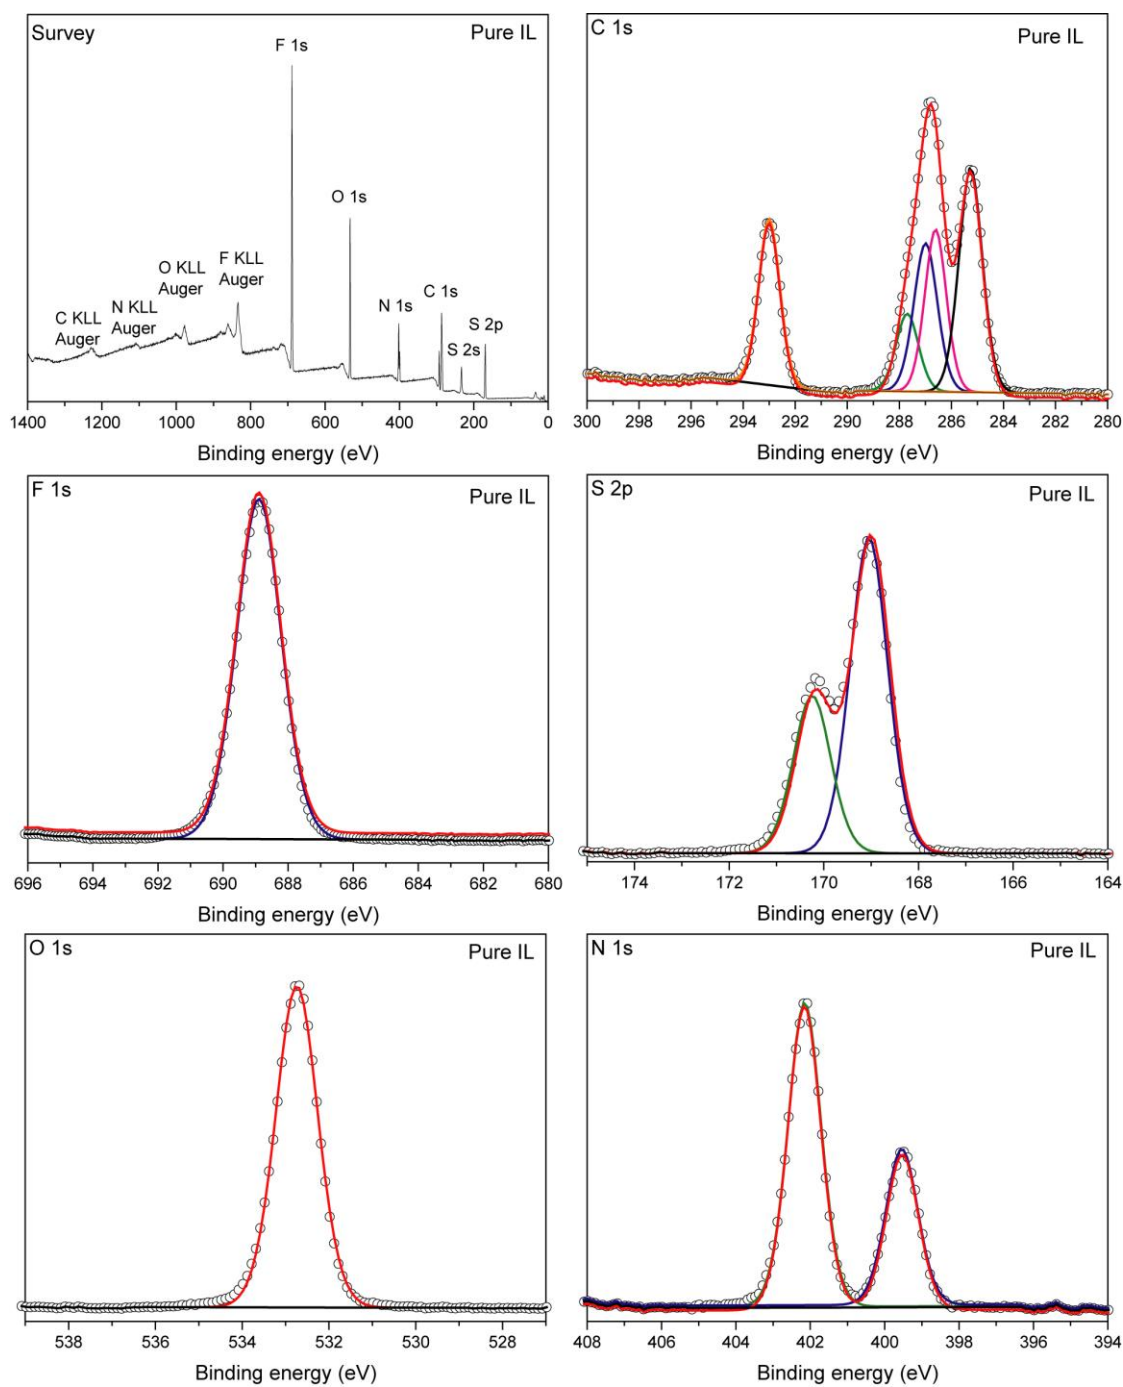 Survey
Pure IL
F 1s
O 1s
O KLL
Auger
F KLL
Auger
N KLL
Auger
C KLL
Auger
N 1s
C 1s
S 2p
S 2s
1400 1200 1000 800 600 400 200 0
Binding energy (eV)
C 1s
Pure IL
300 298 296 294 292 290 288 286 284 282 280
Binding energy (eV)
F 1s
Pure IL
696 694 692 690 688 686 684 682 680
Binding energy (eV)
S 2p
Pure IL
174 172 170 168 166 164
Binding energy (eV)
O 1s
Pure IL
538 536 534 532 530 528
Binding energy (eV)
N 1s
Pure IL
408 406 404 402 400 398 396 394
Binding energy (eV)